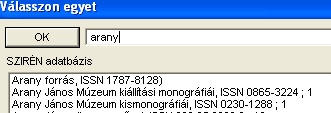 Válasszon egyet
OK arany
SZIRÉN adatbázis
Arany forrás, ISSN 1787-8128)
Arany János Múzeum kiállítási monográfiái, ISSN 0865-3224 ; 1
Arany János Múzeum kismonográfiái, ISSN 0230-1288 ; 1